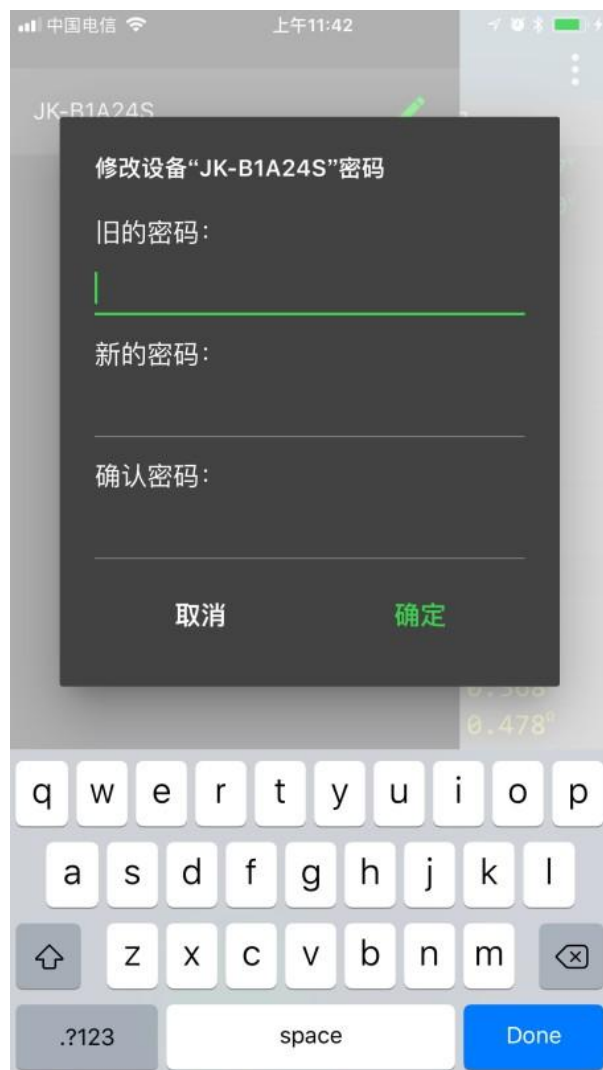 中国电信 上午11:42
JK-B1A24S
修改设备“JK-B1A24S”密码
旧的密码：
新的密码：
确认密码：
取消 确定
0.478
q w e r t y u i o p
a s d f g h j k l
z x c v b n m
.?123 space Done